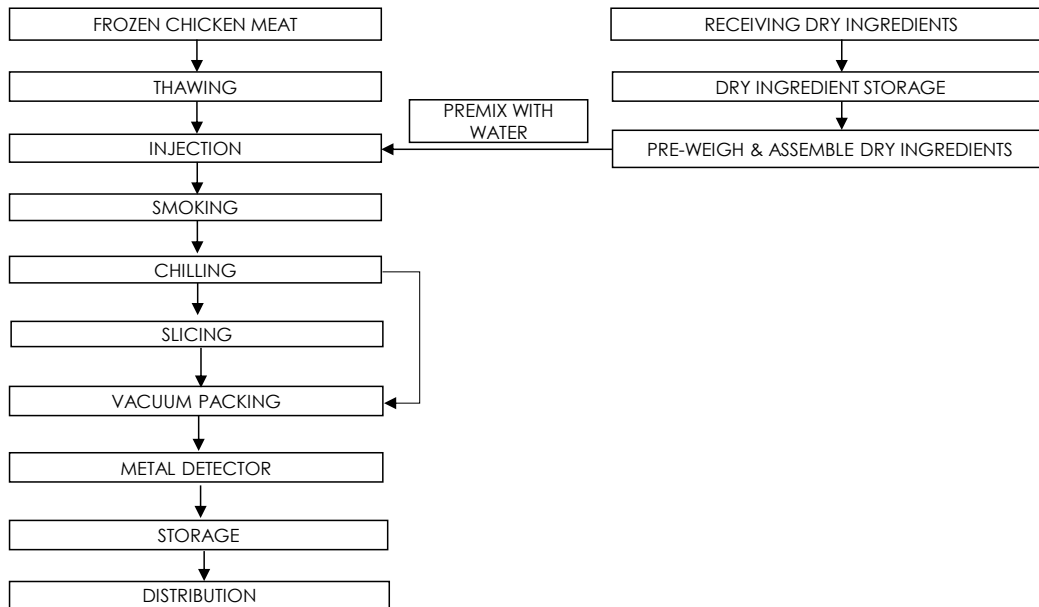 FROZEN CHICKEN MEAT
RECEIVING DRY INGREDIENTS
THAWING
DRY INGREDIENT STORAGE
PREMIX WITH
WATER
INJECTION
PRE-WEIGH & ASSEMBLE DRY INGREDIENTS
SMOKING
CHILLING
SLICING
VACUUM PACKING
METAL DETECTOR
STORAGE
DISTRIBUTION